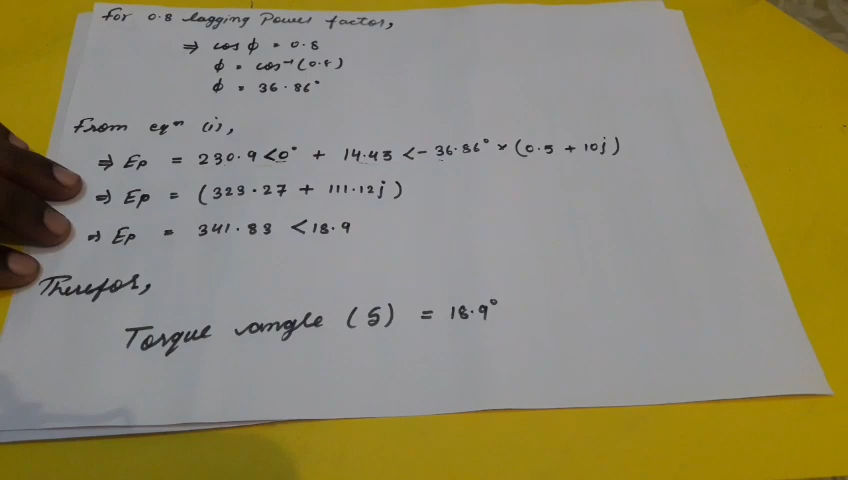 For 0.8 lagging Power factor,
⇒ cos ϕ = 0.8
ϕ = cos⁻¹(0.8)
ϕ = 36.86°
From eqⁿ (i),
⇒ Ep = 230.9 <0° + 14.43 <-36.86° × (0.5 + 10j)
⇒ Ep = (323.27 + 111.12j)
⇒ Ep = 341.83 <18.9
Therefor,
Torque angle (δ) = 18.9°